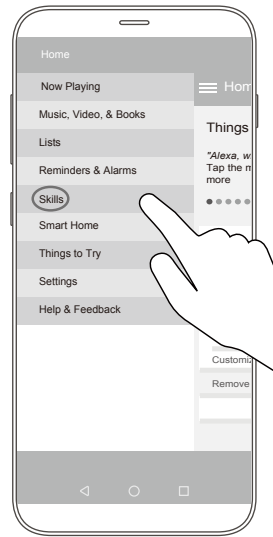 Home
Now Playing
Music, Video, & Books
Lists
Reminders & Alarms
Skills
Smart Home
Things to Try
Settings
Help & Feedback
Hom
Things
"Alexa, w
Tap the m
more
Customiz
Remove